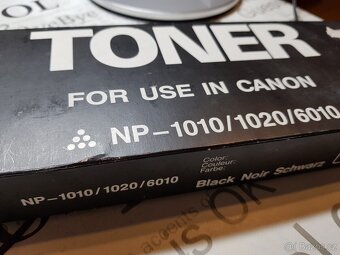 TONER
FOR USE IN CANON
NP-1010/1020/6010
NP-1010/1020/6010
Color:
Couleur:
Farbe:
Black Noir Schwarz